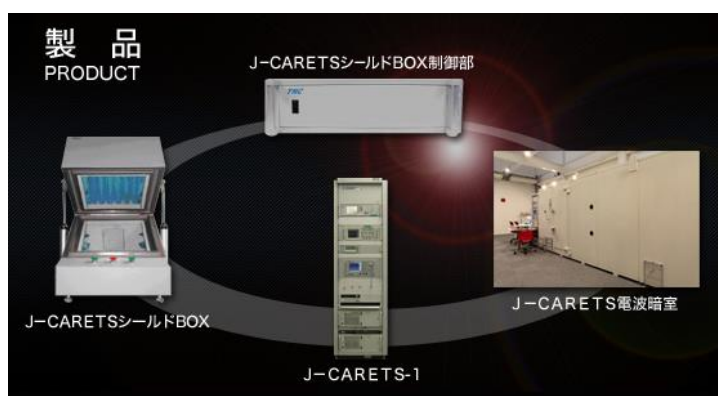 製 品
PRODUCT
J-CARETSシールドBOX制御部
TRC
J-CARETSシールドBOX
J-CARETS電波暗室
J-CARETS-1